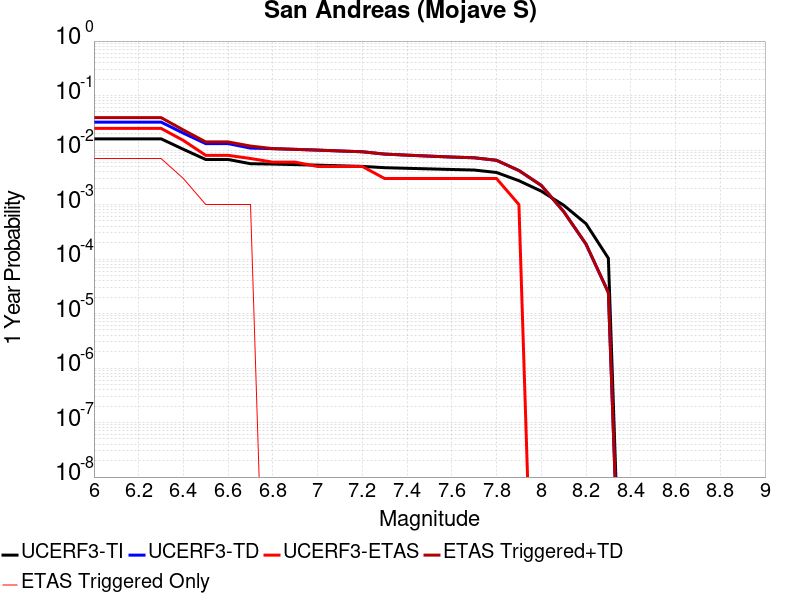 San Andreas (Mojave S)
10^0
10^-1
10^-2
10^-3
10^-4
10^-5
10^-6
10^-7
10^-8
1 Year Probability
6 6.2 6.4 6.6 6.8 7 7.2 7.4 7.6 7.8 8 8.2 8.4 8.6 8.8 9
Magnitude
UCERF3-TI UCERF3-TD UCERF3-ETAS ETAS Triggered+TD
ETAS Triggered Only